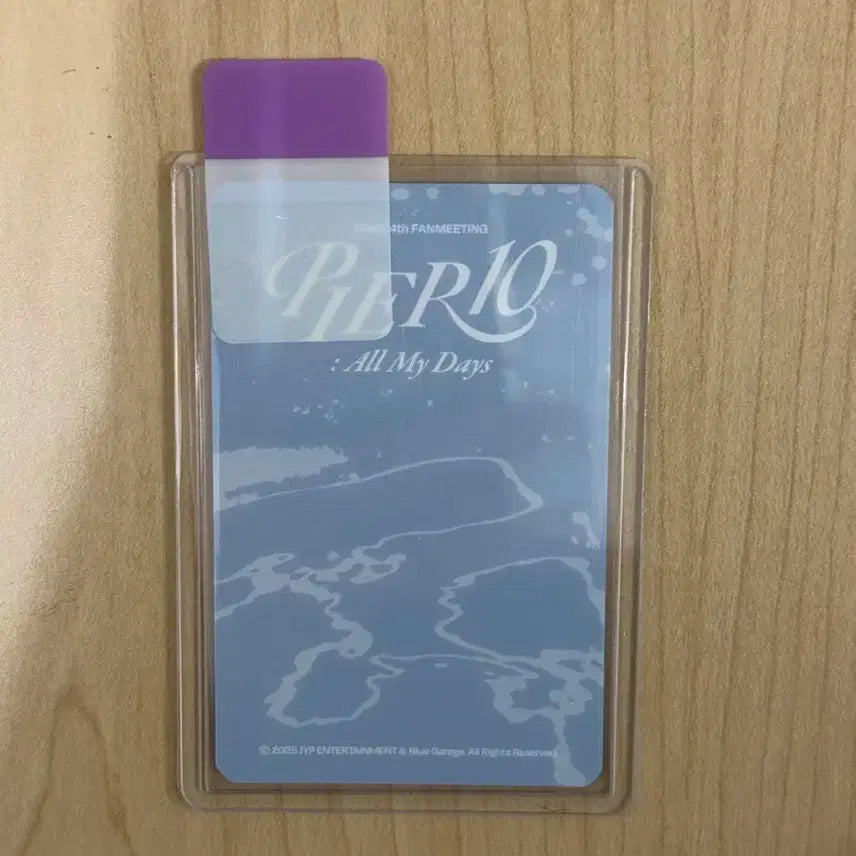 4th FANMEETING
PIER10
: All My Days
© 2025 JYP ENTERTAINMENT & Blue Garage. All Rights Reserved.